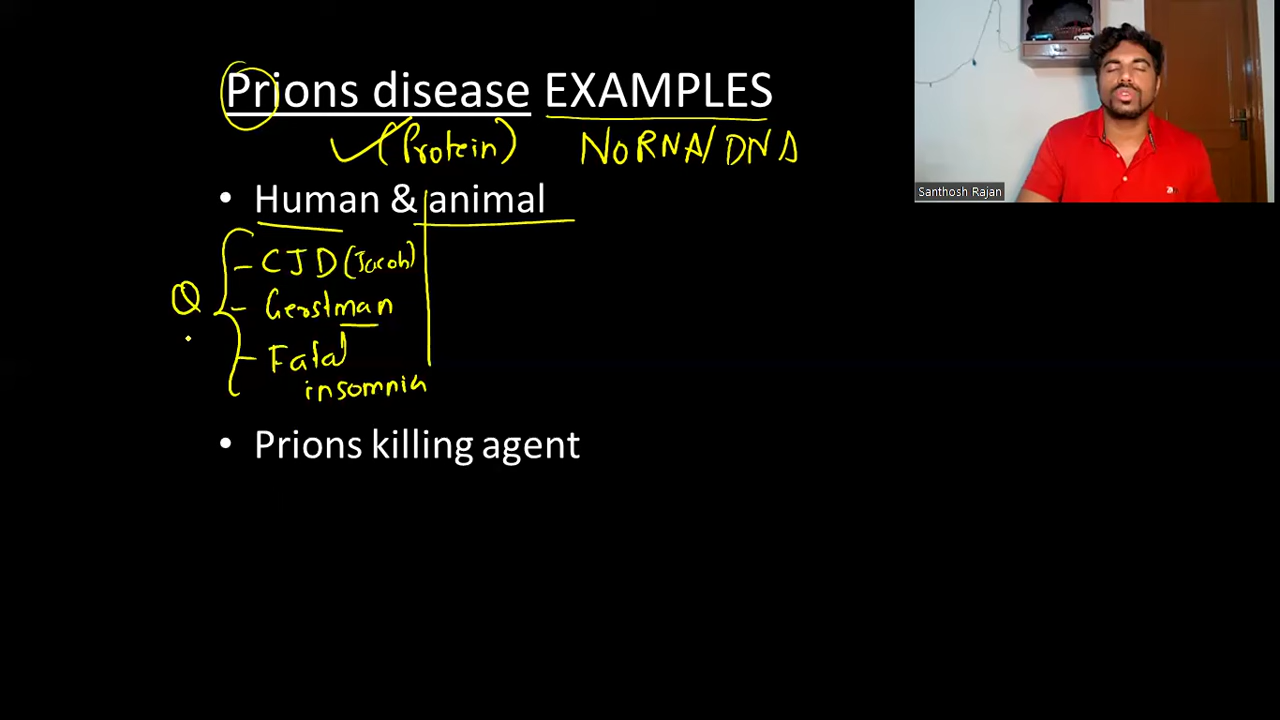 Prions disease EXAMPLES
(Protein) NO RNA/ DNA
• Human & animal
- CJD (Jacob)
Q - Gerstman
- Fatal
insomnia
• Prions killing agent
Santhosh Rajan